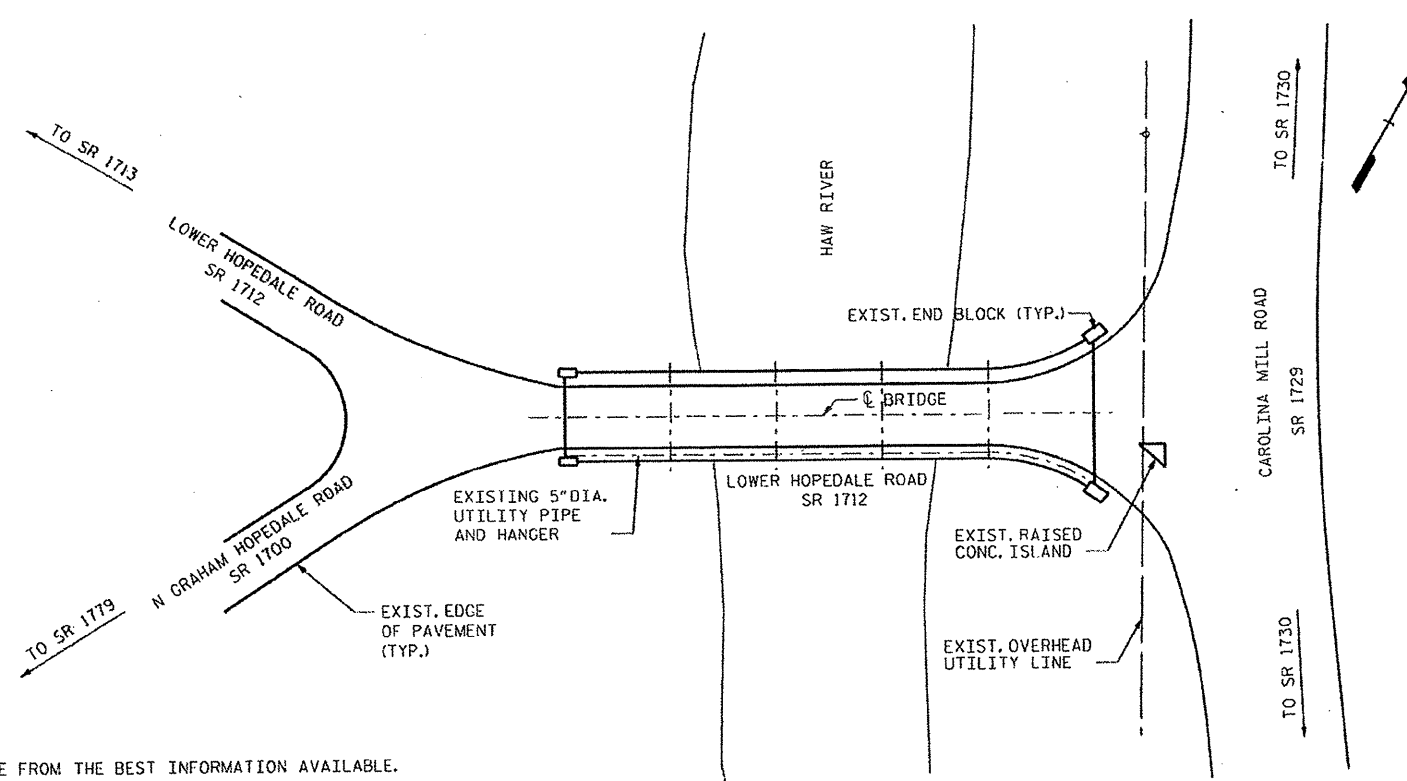 TO SR 1713
LOWER HOPEDALE ROAD
SR 1712
HAW RIVER
TO SR 1730
EXIST. END BLOCK (TYP.)
℄ BRIDGE
CAROLINA MILL ROAD
SR 1729
LOWER HOPEDALE ROAD
SR 1712
EXISTING 5" DIA.
UTILITY PIPE
AND HANGER
N GRAHAM HOPEDALE ROAD
SR 1700
EXIST. RAISED
CONC. ISLAND
TO SR 1779
EXIST. EDGE
OF PAVEMENT
(TYP.)
EXIST. OVERHEAD
UTILITY LINE
TO SR 1730
E FROM THE BEST INFORMATION AVAILABLE.